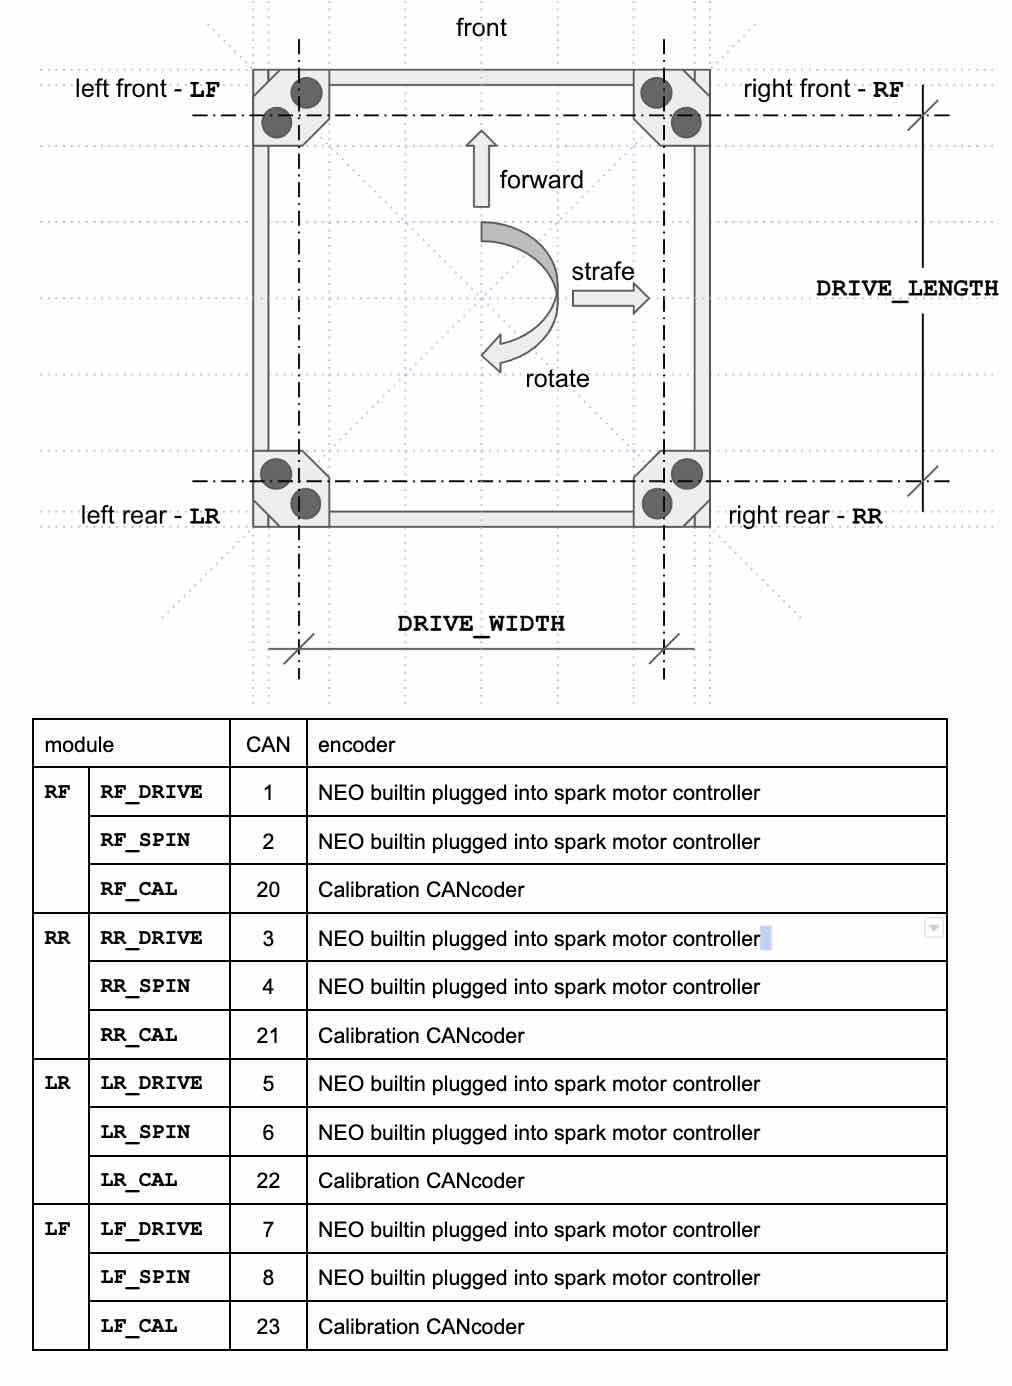 front
left front - LF
right front - RF
forward
strafe
DRIVE_LENGTH
rotate
left rear - LR
right rear - RR
DRIVE_WIDTH
module CAN encoder
RF RF_DRIVE 1 NEO builtin plugged into spark motor controller
RF_SPIN 2 NEO builtin plugged into spark motor controller
RF_CAL 20 Calibration CANcoder
RR RR_DRIVE 3 NEO builtin plugged into spark motor controller
RR_SPIN 4 NEO builtin plugged into spark motor controller
RR_CAL 21 Calibration CANcoder
LR LR_DRIVE 5 NEO builtin plugged into spark motor controller
LR_SPIN 6 NEO builtin plugged into spark motor controller
LR_CAL 22 Calibration CANcoder
LF LF_DRIVE 7 NEO builtin plugged into spark motor controller
LF_SPIN 8 NEO builtin plugged into spark motor controller
LF_CAL 23 Calibration CANcoder